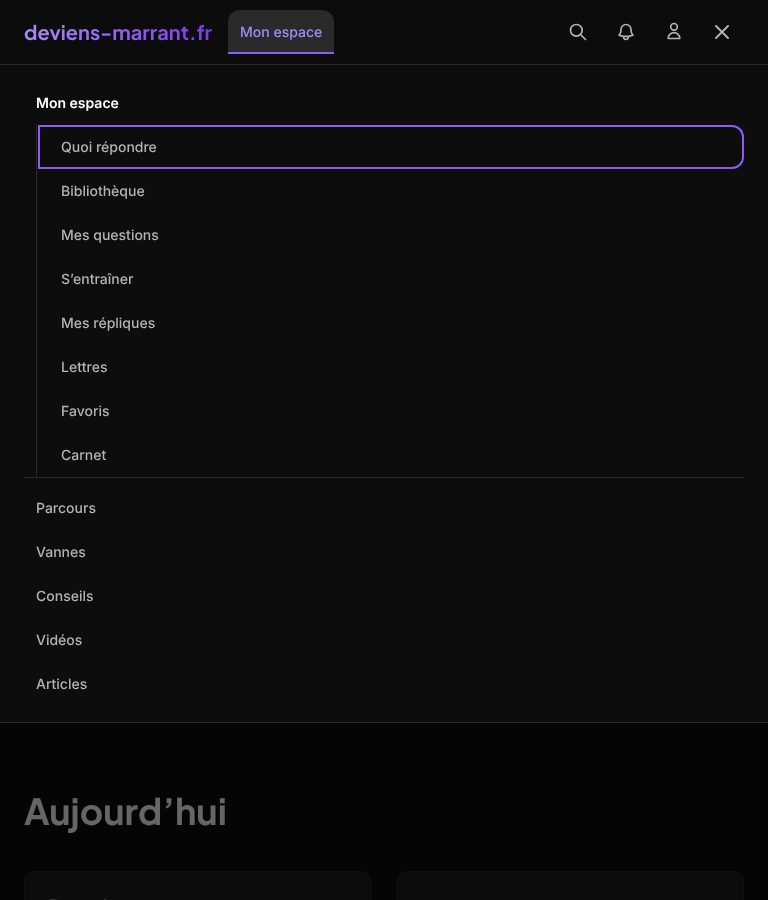 deviens-marrant.fr
Mon espace
Mon espace
Quoi répondre
Bibliothèque
Mes questions
S’entraîner
Mes répliques
Lettres
Favoris
Carnet
Parcours
Vannes
Conseils
Vidéos
Articles
Aujourd’hui